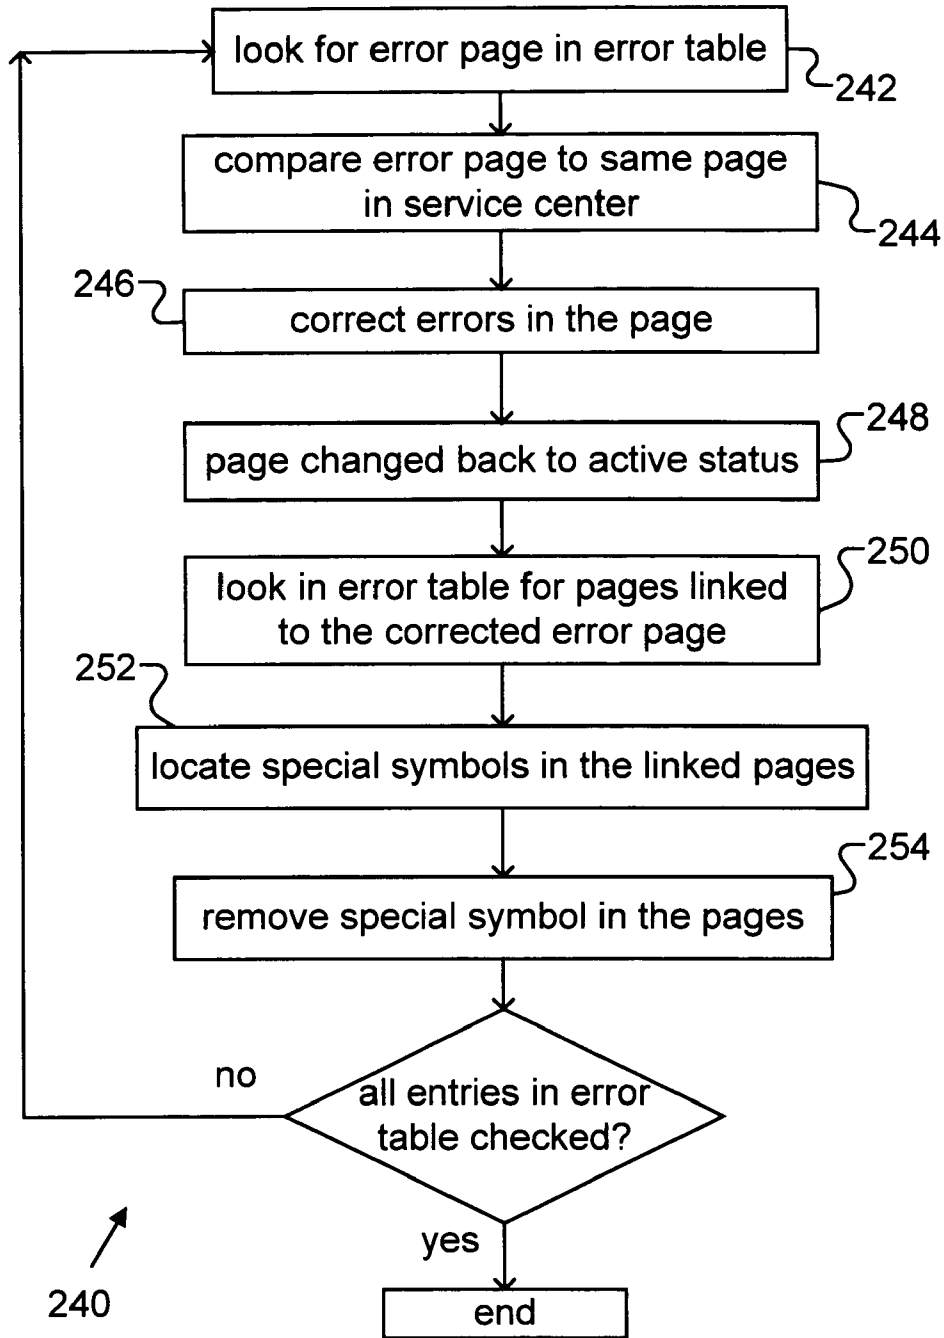 look for error page in error table
242
compare error page to same page
in service center
244
246
correct errors in the page
248
page changed back to active status
250
look in error table for pages linked
to the corrected error page
252
locate special symbols in the linked pages
254
remove special symbol in the pages
no
all entries in error
table checked?
yes
240
end